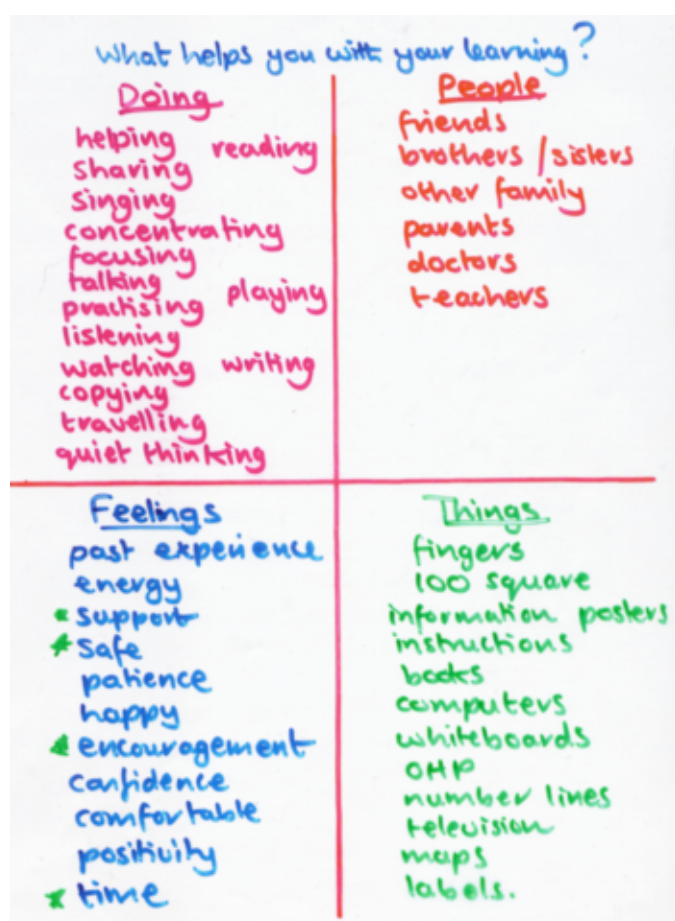 What helps you with your learning?
Doing
helping reading
sharing
singing
concentrating
focusing
talking
practising playing
listening
watching writing
copying
travelling
quiet thinking
People
friends
brothers / sisters
other family
parents
doctors
teachers
Feelings
past experience
energy
support
safe
patience
happy
encouragement
confidence
comfortable
positivity
time
Things
fingers
100 square
information posters
instructions
books
computers
whiteboards
OHP
number lines
television
maps
labels.